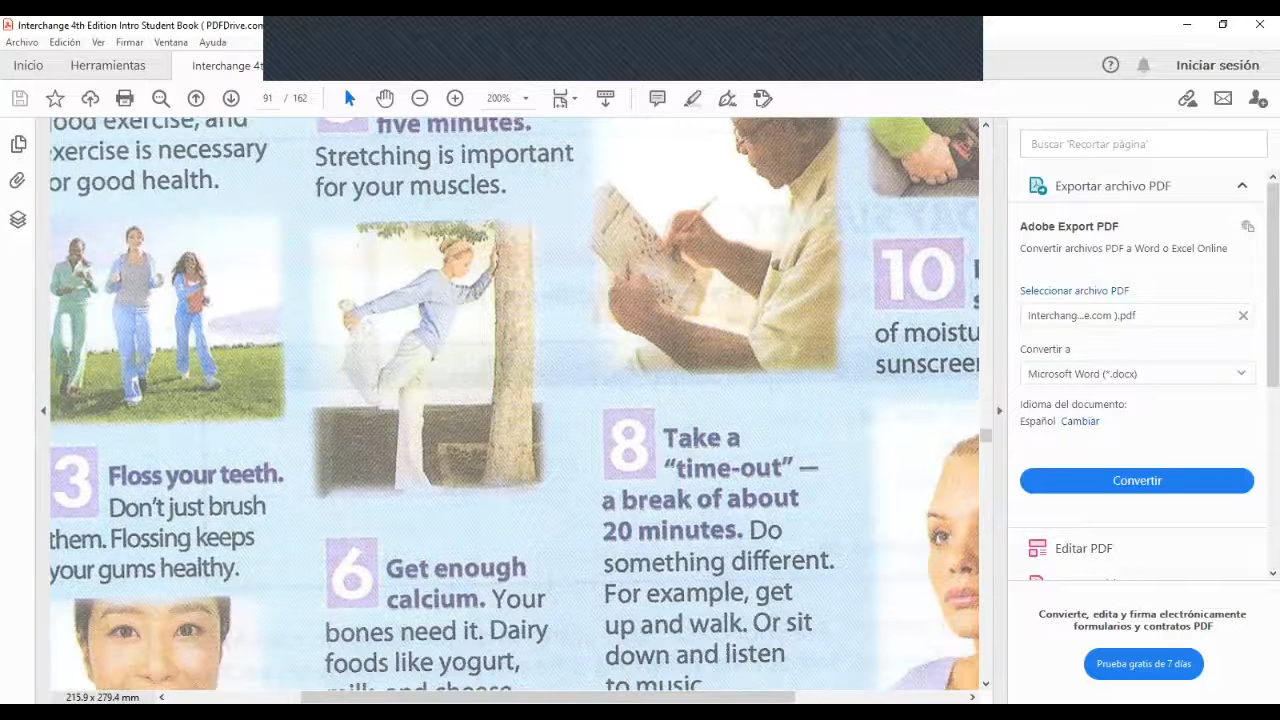 Interchange 4th Edition Intro Student Book ( PDFDrive.com
Archivo Edición Ver Firmar Ventana Ayuda
Inicio Herramientas Interchange 4t
Iniciar sesión
91 / 162
200%
ood exercise, and
exercise is necessary
or good health.
3 Floss your teeth.
Don't just brush
them. Flossing keeps
your gums healthy.
five minutes.
Stretching is important
for your muscles.
6 Get enough
calcium. Your
bones need it. Dairy
foods like yogurt,
milk, and cheese
8 Take a
"time-out" —
a break of about
20 minutes. Do
something different.
For example, get
up and walk. Or sit
down and listen
to music
10
of moistu
sunscree
215.9 x 279.4 mm
Buscar 'Recortar página'
Exportar archivo PDF
Adobe Export PDF
Convertir archivos PDF a Word o Excel Online
Seleccionar archivo PDF
Interchang...e.com ).pdf
Convertir a
Microsoft Word (*.docx)
Idioma del documento:
Español Cambiar
Convertir
Editar PDF
Convierte, edita y firma electrónicamente
formularios y contratos PDF
Prueba gratis de 7 días